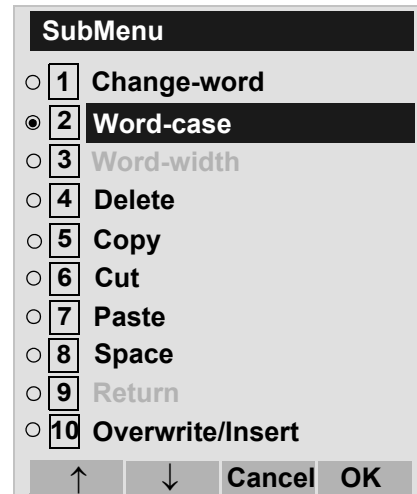 SubMenu
1 Change-word
2 Word-case
3 Word-width
4 Delete
5 Copy
6 Cut
7 Paste
8 Space
9 Return
10 Overwrite/Insert
↑ ↓ Cancel OK